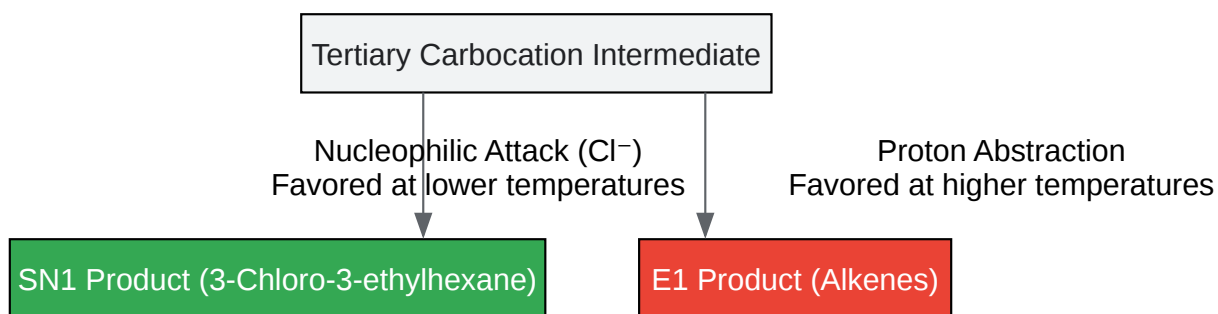 Tertiary Carbocation Intermediate
Nucleophilic Attack (Cl⁻)
Favored at lower temperatures
Proton Abstraction
Favored at higher temperatures
SN1 Product (3-Chloro-3-ethylhexane)
E1 Product (Alkenes)